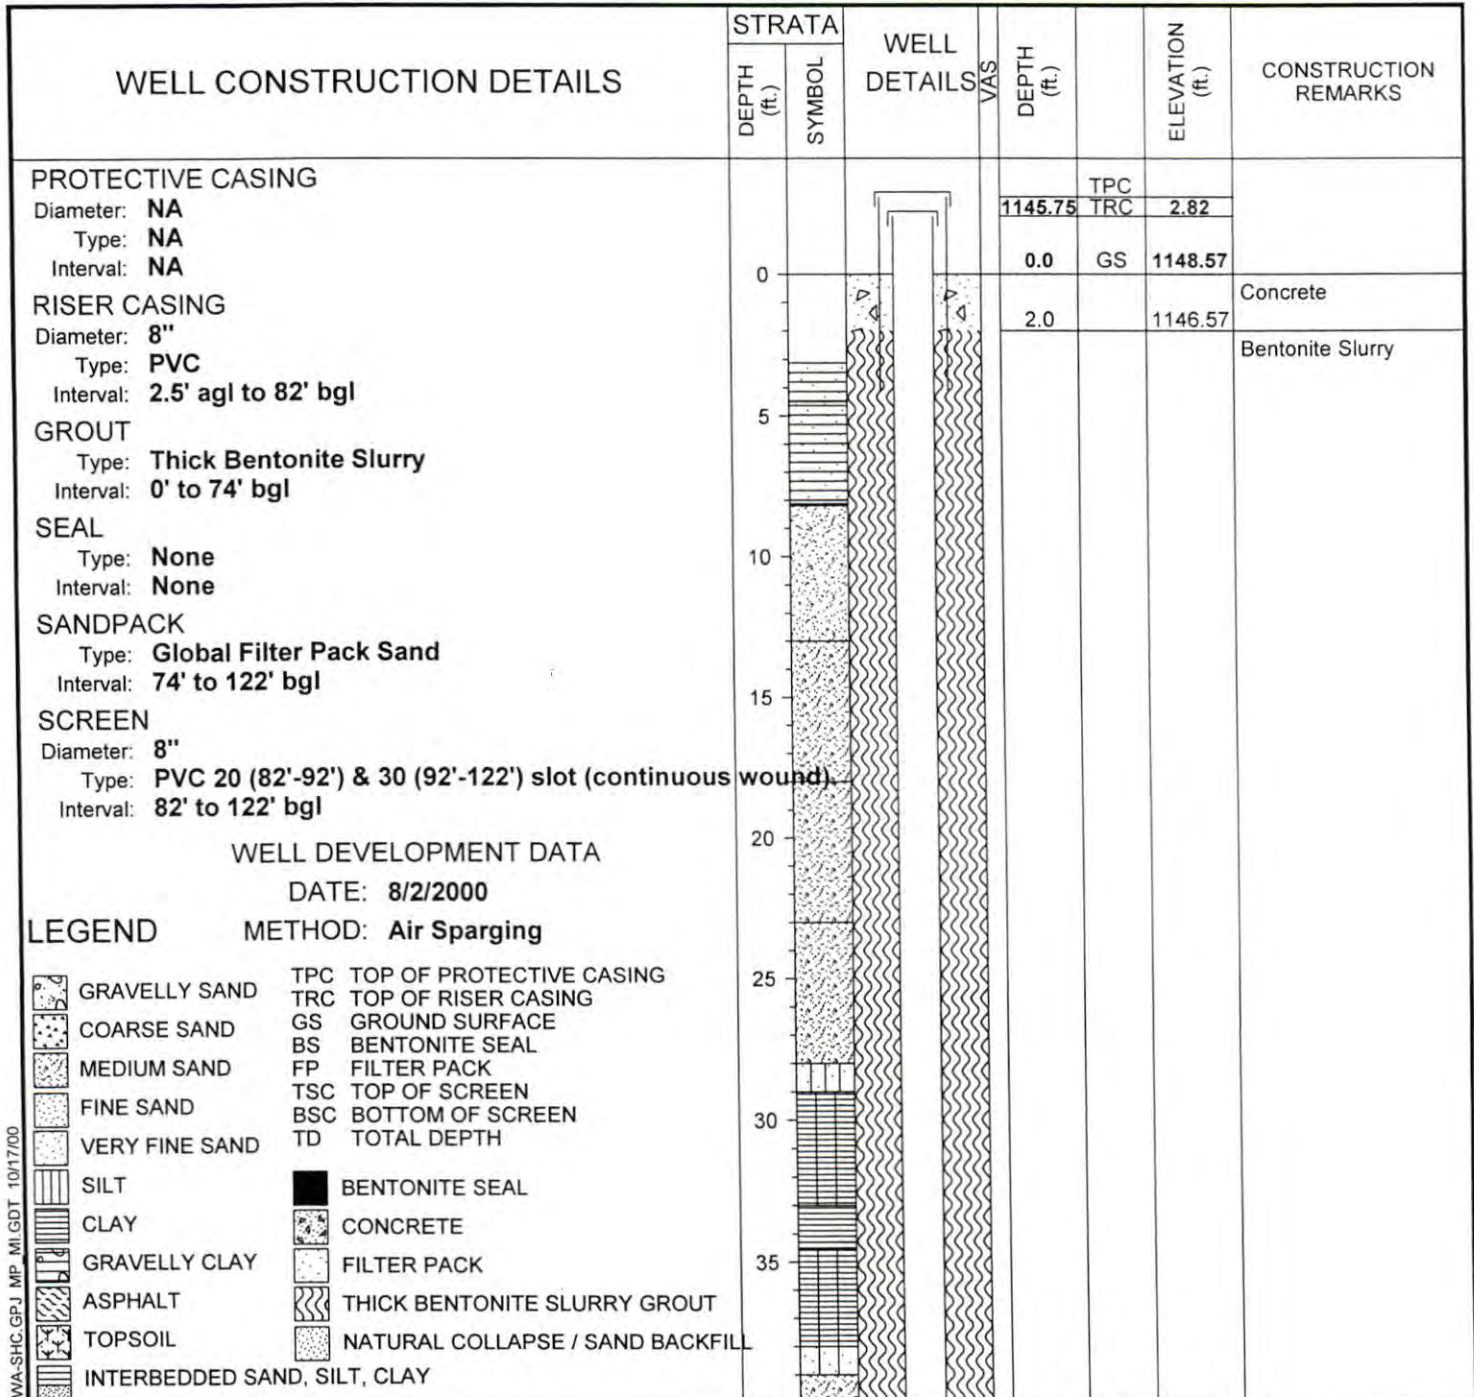 WELL CONSTRUCTION DETAILS
STRATA
DEPTH (ft.)
SYMBOL
WELL DETAILS
VAS
DEPTH (ft.)
ELEVATION (ft.)
CONSTRUCTION REMARKS
PROTECTIVE CASING
Diameter: NA
Type: NA
Interval: NA
RISER CASING
Diameter: 8"
Type: PVC
Interval: 2.5' agl to 82' bgl
GROUT
Type: Thick Bentonite Slurry
Interval: 0' to 74' bgl
SEAL
Type: None
Interval: None
SANDPACK
Type: Global Filter Pack Sand
Interval: 74' to 122' bgl
SCREEN
Diameter: 8"
Type: PVC 20 (82'-92') & 30 (92'-122') slot (continuous wound).
Interval: 82' to 122' bgl
WELL DEVELOPMENT DATA
DATE: 8/2/2000
METHOD: Air Sparging
LEGEND
GRAVELLY SAND
COARSE SAND
MEDIUM SAND
FINE SAND
VERY FINE SAND
SILT
CLAY
GRAVELLY CLAY
ASPHALT
TOPSOIL
INTERBEDDED SAND, SILT, CLAY
TPC TOP OF PROTECTIVE CASING
TRC TOP OF RISER CASING
GS GROUND SURFACE
BS BENTONITE SEAL
FP FILTER PACK
TSC TOP OF SCREEN
BSC BOTTOM OF SCREEN
TD TOTAL DEPTH
BENTONITE SEAL
CONCRETE
FILTER PACK
THICK BENTONITE SLURRY GROUT
NATURAL COLLAPSE / SAND BACKFILL
0
5
10
15
20
25
30
35
TPC
1145.75 TRC 2.82
0.0 GS 1148.57
Concrete
2.0 1146.57
Bentonite Slurry
WA-SHC.GPJ MP_MI.GDT 10/17/00